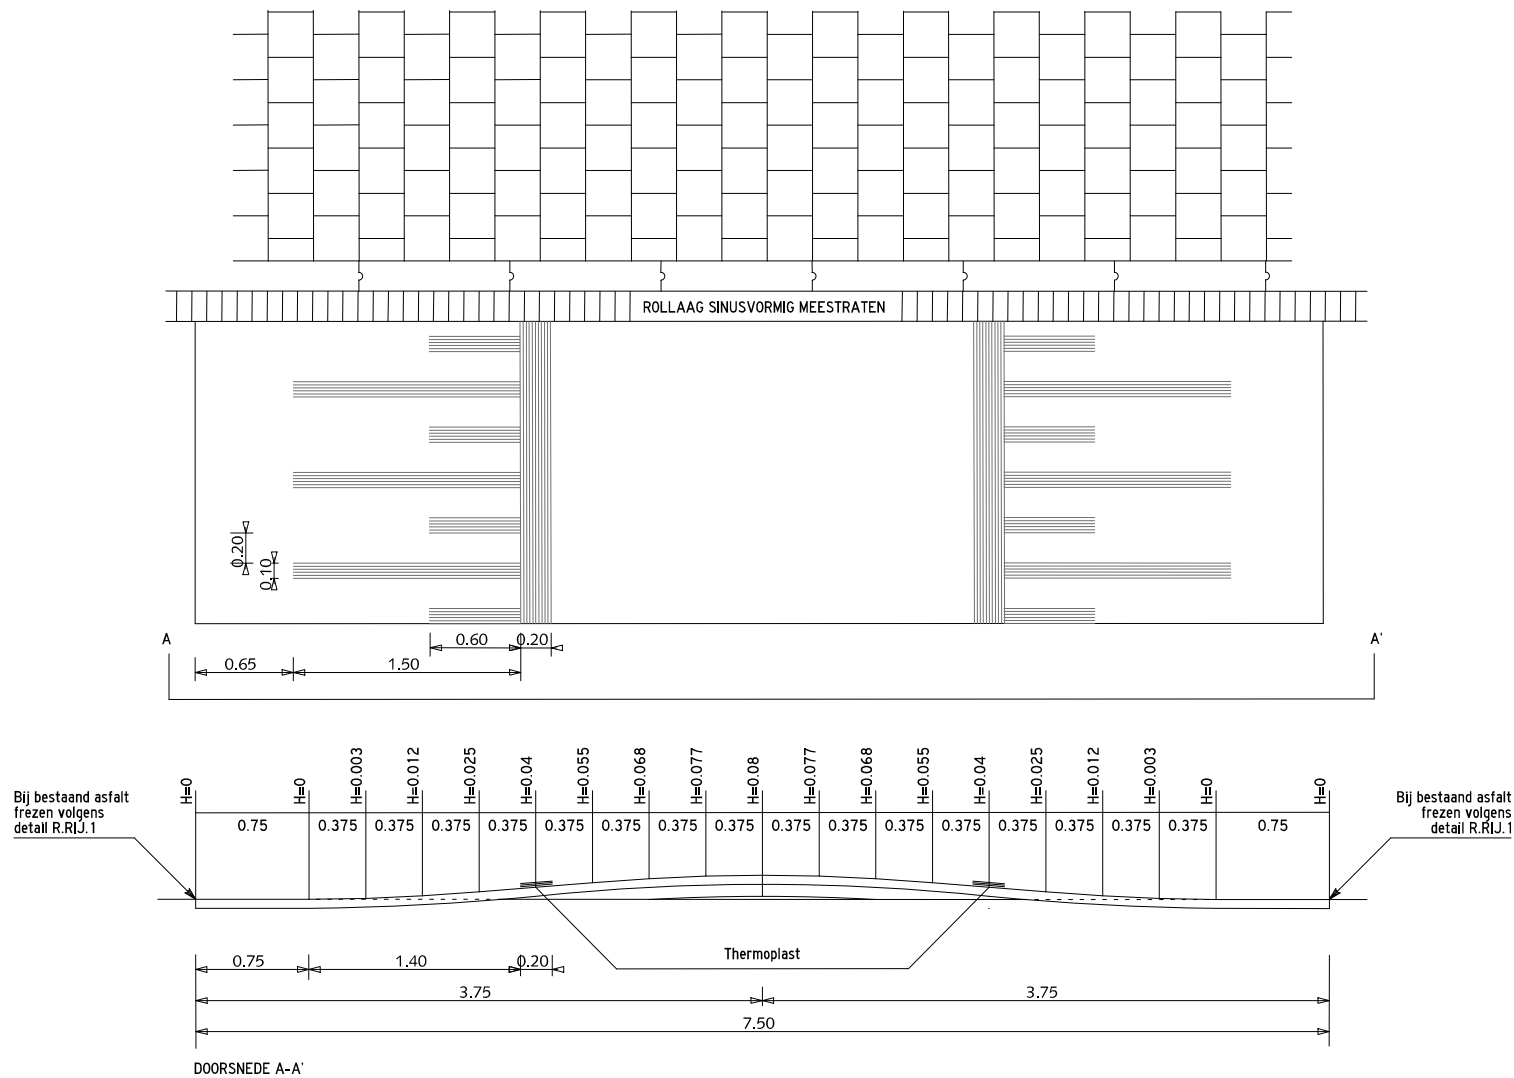 ROLLAAG SINUSVORMIG MEESTRATEN
0.20
0.10
A
A'
0.60
0.20
0.65
1.50
H=0
H=0
H=0.003
H=0.012
H=0.025
H=0.04
H=0.055
H=0.068
H=0.077
H=0.08
H=0.077
H=0.068
H=0.055
H=0.04
H=0.025
H=0.012
H=0.003
H=0
H=0
Bij bestaand asfalt
frezen volgens
detail R.RIJ.1
Bij bestaand asfalt
frezen volgens
detail R.RIJ.1
0.75 0.375 0.375 0.375 0.375 0.375 0.375 0.375 0.375 0.375 0.375 0.375 0.375 0.375 0.375 0.375 0.375 0.75
Thermoplast
0.75
1.40
0.20
3.75
3.75
7.50
DOORSNEDE A-A'